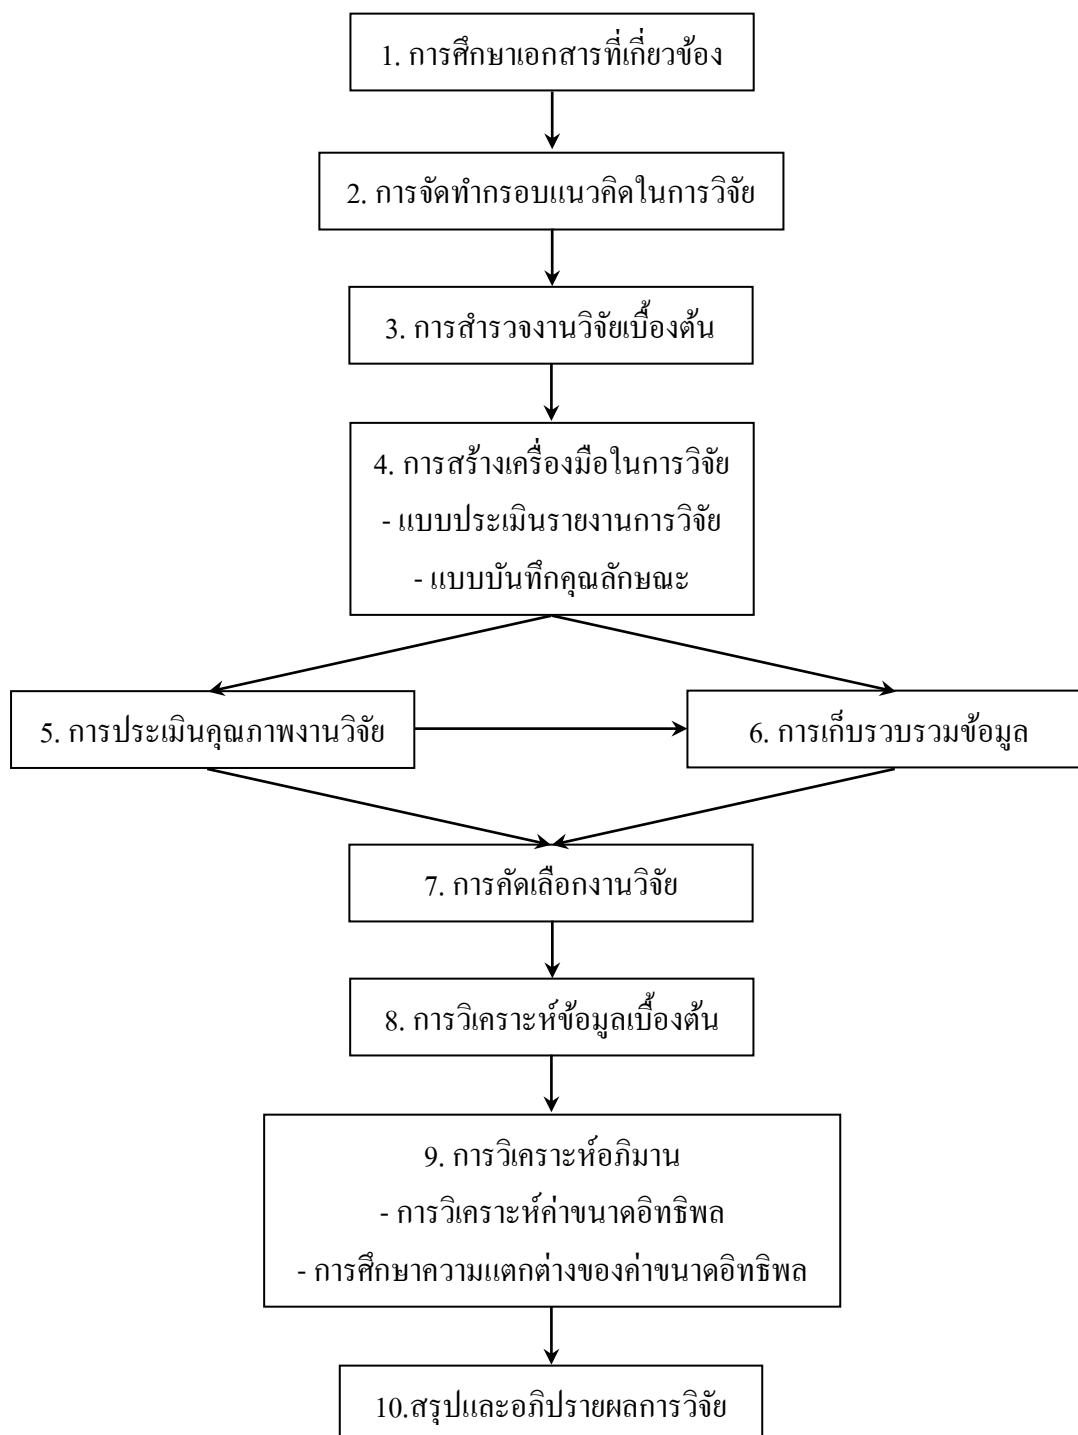 1. การศึกษาเอกสารที่เกี่ยวข้อง
2. การจัดทำกรอบแนวคิดในการวิจัย
3. การสำรวจงานวิจัยเบื้องต้น
4. การสร้างเครื่องมือในการวิจัย
- แบบประเมินรายงานการวิจัย
- แบบบันทึกคุณลักษณะ
5. การประเมินคุณภาพงานวิจัย
6. การเก็บรวบรวมข้อมูล
7. การคัดเลือกงานวิจัย
8. การวิเคราะห์ข้อมูลเบื้องต้น
9. การวิเคราะห์อภิมาน
- การวิเคราะห์ค่าขนาดอิทธิพล
- การศึกษาความแตกต่างของค่าขนาดอิทธิพล
10.สรุปและอภิปรายผลการวิจัย